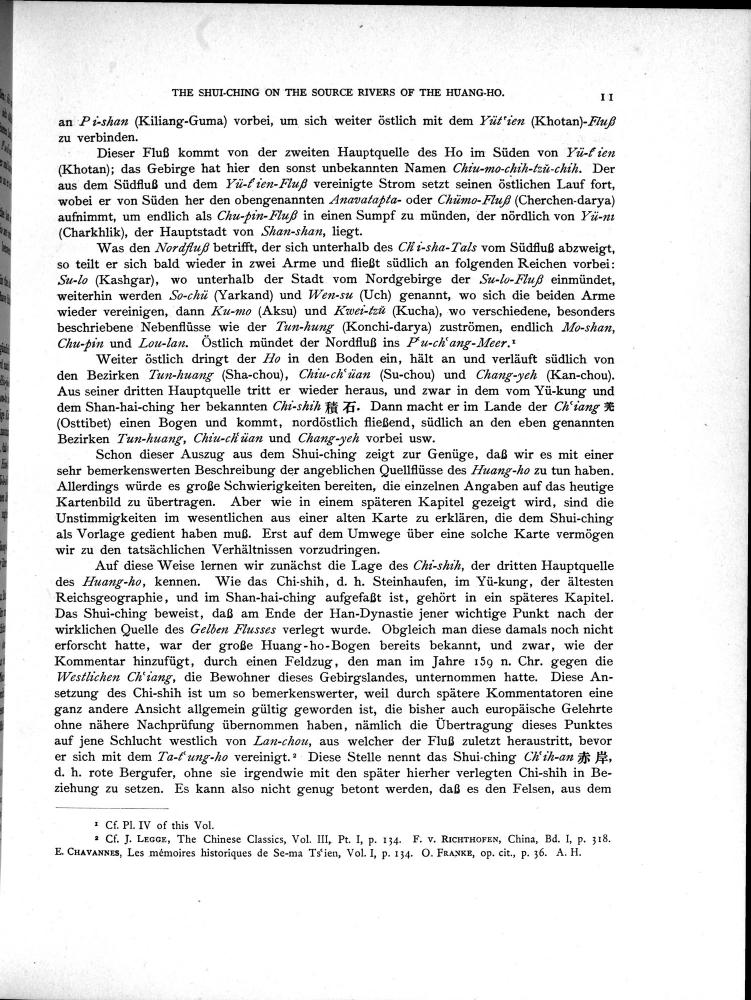 THE SHUI-CHING ON THE SOURCE RIVERS OF THE HUANG-HO.
11
an Pi-shan (Kiliang-Guma) vorbei, um sich weiter östlich mit dem Yütʻien (Khotan)-Fluß
zu verbinden.
Dieser Fluß kommt von der zweiten Hauptquelle des Ho im Süden von Yü-tʻien
(Khotan); das Gebirge hat hier den sonst unbekannten Namen Chiu-mo-chih-tzŭ-chih. Der
aus dem Südfluß und dem Yü-tʻien-Fluß vereinigte Strom setzt seinen östlichen Lauf fort,
wobei er von Süden her den obengenannten Anavatapta- oder Chümo-Fluß (Cherchen-darya)
aufnimmt, um endlich als Chu-pin-Fluß in einen Sumpf zu münden, der nördlich von Yü-ni
(Charkhlik), der Hauptstadt von Shan-shan, liegt.
Was den Nordfluß betrifft, der sich unterhalb des Chʻi-sha-Tals vom Südfluß abzweigt,
so teilt er sich bald wieder in zwei Arme und fließt südlich an folgenden Reichen vorbei:
Su-lo (Kashgar), wo unterhalb der Stadt vom Nordgebirge der Su-lo-Fluß einmündet,
weiterhin werden So-chü (Yarkand) und Wen-su (Uch) genannt, wo sich die beiden Arme
wieder vereinigen, dann Ku-mo (Aksu) und Kwei-tzŭ (Kucha), wo verschiedene, besonders
beschriebene Nebenflüsse wie der Tun-hung (Konchi-darya) zuströmen, endlich Mo-shan,
Chu-pin und Lou-lan. Östlich mündet der Nordfluß ins Pʻu-chʻang-Meer.¹
Weiter östlich dringt der Ho in den Boden ein, hält an und verläuft südlich von
den Bezirken Tun-huang (Sha-chou), Chiu-chʻüan (Su-chou) und Chang-yeh (Kan-chou).
Aus seiner dritten Hauptquelle tritt er wieder heraus, und zwar in dem vom Yü-kung und
dem Shan-hai-ching her bekannten Chi-shih 積石. Dann macht er im Lande der Chʻiang 羌
(Osttibet) einen Bogen und kommt, nordöstlich fließend, südlich an den eben genannten
Bezirken Tun-huang, Chiu-chʻüan und Chang-yeh vorbei usw.
Schon dieser Auszug aus dem Shui-ching zeigt zur Genüge, daß wir es mit einer
sehr bemerkenswerten Beschreibung der angeblichen Quellflüsse des Huang-ho zu tun haben.
Allerdings würde es große Schwierigkeiten bereiten, die einzelnen Angaben auf das heutige
Kartenbild zu übertragen. Aber wie in einem späteren Kapitel gezeigt wird, sind die
Unstimmigkeiten im wesentlichen aus einer alten Karte zu erklären, die dem Shui-ching
als Vorlage gedient haben muß. Erst auf dem Umwege über eine solche Karte vermögen
wir zu den tatsächlichen Verhältnissen vorzudringen.
Auf diese Weise lernen wir zunächst die Lage des Chi-shih, der dritten Hauptquelle
des Huang-ho, kennen. Wie das Chi-shih, d. h. Steinhaufen, im Yü-kung, der ältesten
Reichsgeographie, und im Shan-hai-ching aufgefaßt ist, gehört in ein späteres Kapitel.
Das Shui-ching beweist, daß am Ende der Han-Dynastie jener wichtige Punkt nach der
wirklichen Quelle des Gelben Flusses verlegt wurde. Obgleich man diese damals noch nicht
erforscht hatte, war der große Huang-ho-Bogen bereits bekannt, und zwar, wie der
Kommentar hinzufügt, durch einen Feldzug, den man im Jahre 159 n. Chr. gegen die
Westlichen Chʻiang, die Bewohner dieses Gebirgslandes, unternommen hatte. Diese An-
setzung des Chi-shih ist um so bemerkenswerter, weil durch spätere Kommentatoren eine
ganz andere Ansicht allgemein gültig geworden ist, die bisher auch europäische Gelehrte
ohne nähere Nachprüfung übernommen haben, nämlich die Übertragung dieses Punktes
auf jene Schlucht westlich von Lan-chou, aus welcher der Fluß zuletzt heraustritt, bevor
er sich mit dem Ta-tʻung-ho vereinigt.² Diese Stelle nennt das Shui-ching Chʻih-an 赤岸,
d. h. rote Bergufer, ohne sie irgendwie mit den später hierher verlegten Chi-shih in Be-
ziehung zu setzen. Es kann also nicht genug betont werden, daß es den Felsen, aus dem
¹ Cf. Pl. IV of this Vol.
² Cf. J. LEGGE, The Chinese Classics, Vol. III, Pt. I, p. 134. F. v. RICHTHOFEN, China, Bd. I, p. 318.
E. CHAVANNES, Les mémoires historiques de Se-ma Tsʻien, Vol. I, p. 134. O. FRANKE, op. cit., p. 36. A. H.